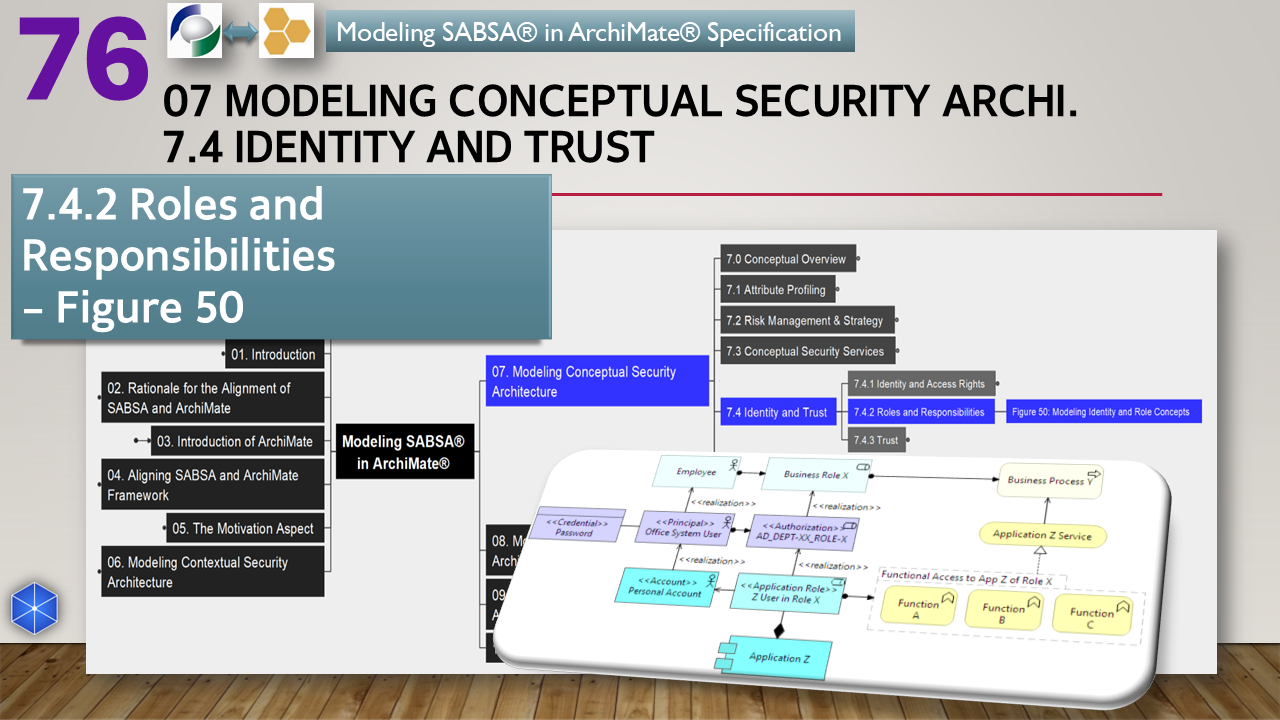 76
Modeling SABSA® in ArchiMate® Specification
07 MODELING CONCEPTUAL SECURITY ARCHI.
7.4 IDENTITY AND TRUST
7.4.2 Roles and
Responsibilities
– Figure 50
01. Introduction
02. Rationale for the Alignment of
SABSA and ArchiMate
03. Introduction of ArchiMate
04. Aligning SABSA and ArchiMate
Framework
05. The Motivation Aspect
06. Modeling Contextual Security
Architecture
Modeling SABSA®
in ArchiMate®
07. Modeling Conceptual Security
Architecture
7.0 Conceptual Overview
7.1 Attribute Profiling
7.2 Risk Management & Strategy
7.3 Conceptual Security Services
7.4 Identity and Trust
7.4.1 Identity and Access Rights
7.4.2 Roles and Responsibilities
7.4.3 Trust
Figure 50: Modeling Identity and Role Concepts
08.
09
Employee
Business Role X
Business Process Y
<<realization>>
<<realization>>
<<Credential>>
Password
<<Principal>>
Office System User
<<Authorization>>
AD_DEPT-XX_ROLE-X
Application Z Service
<<realization>>
<<realization>>
<<Account>>
Personal Account
<<Application Role>>
Z User in Role X
Functional Access to App Z of Role X
Function
A
Function
B
Function
C
Application Z